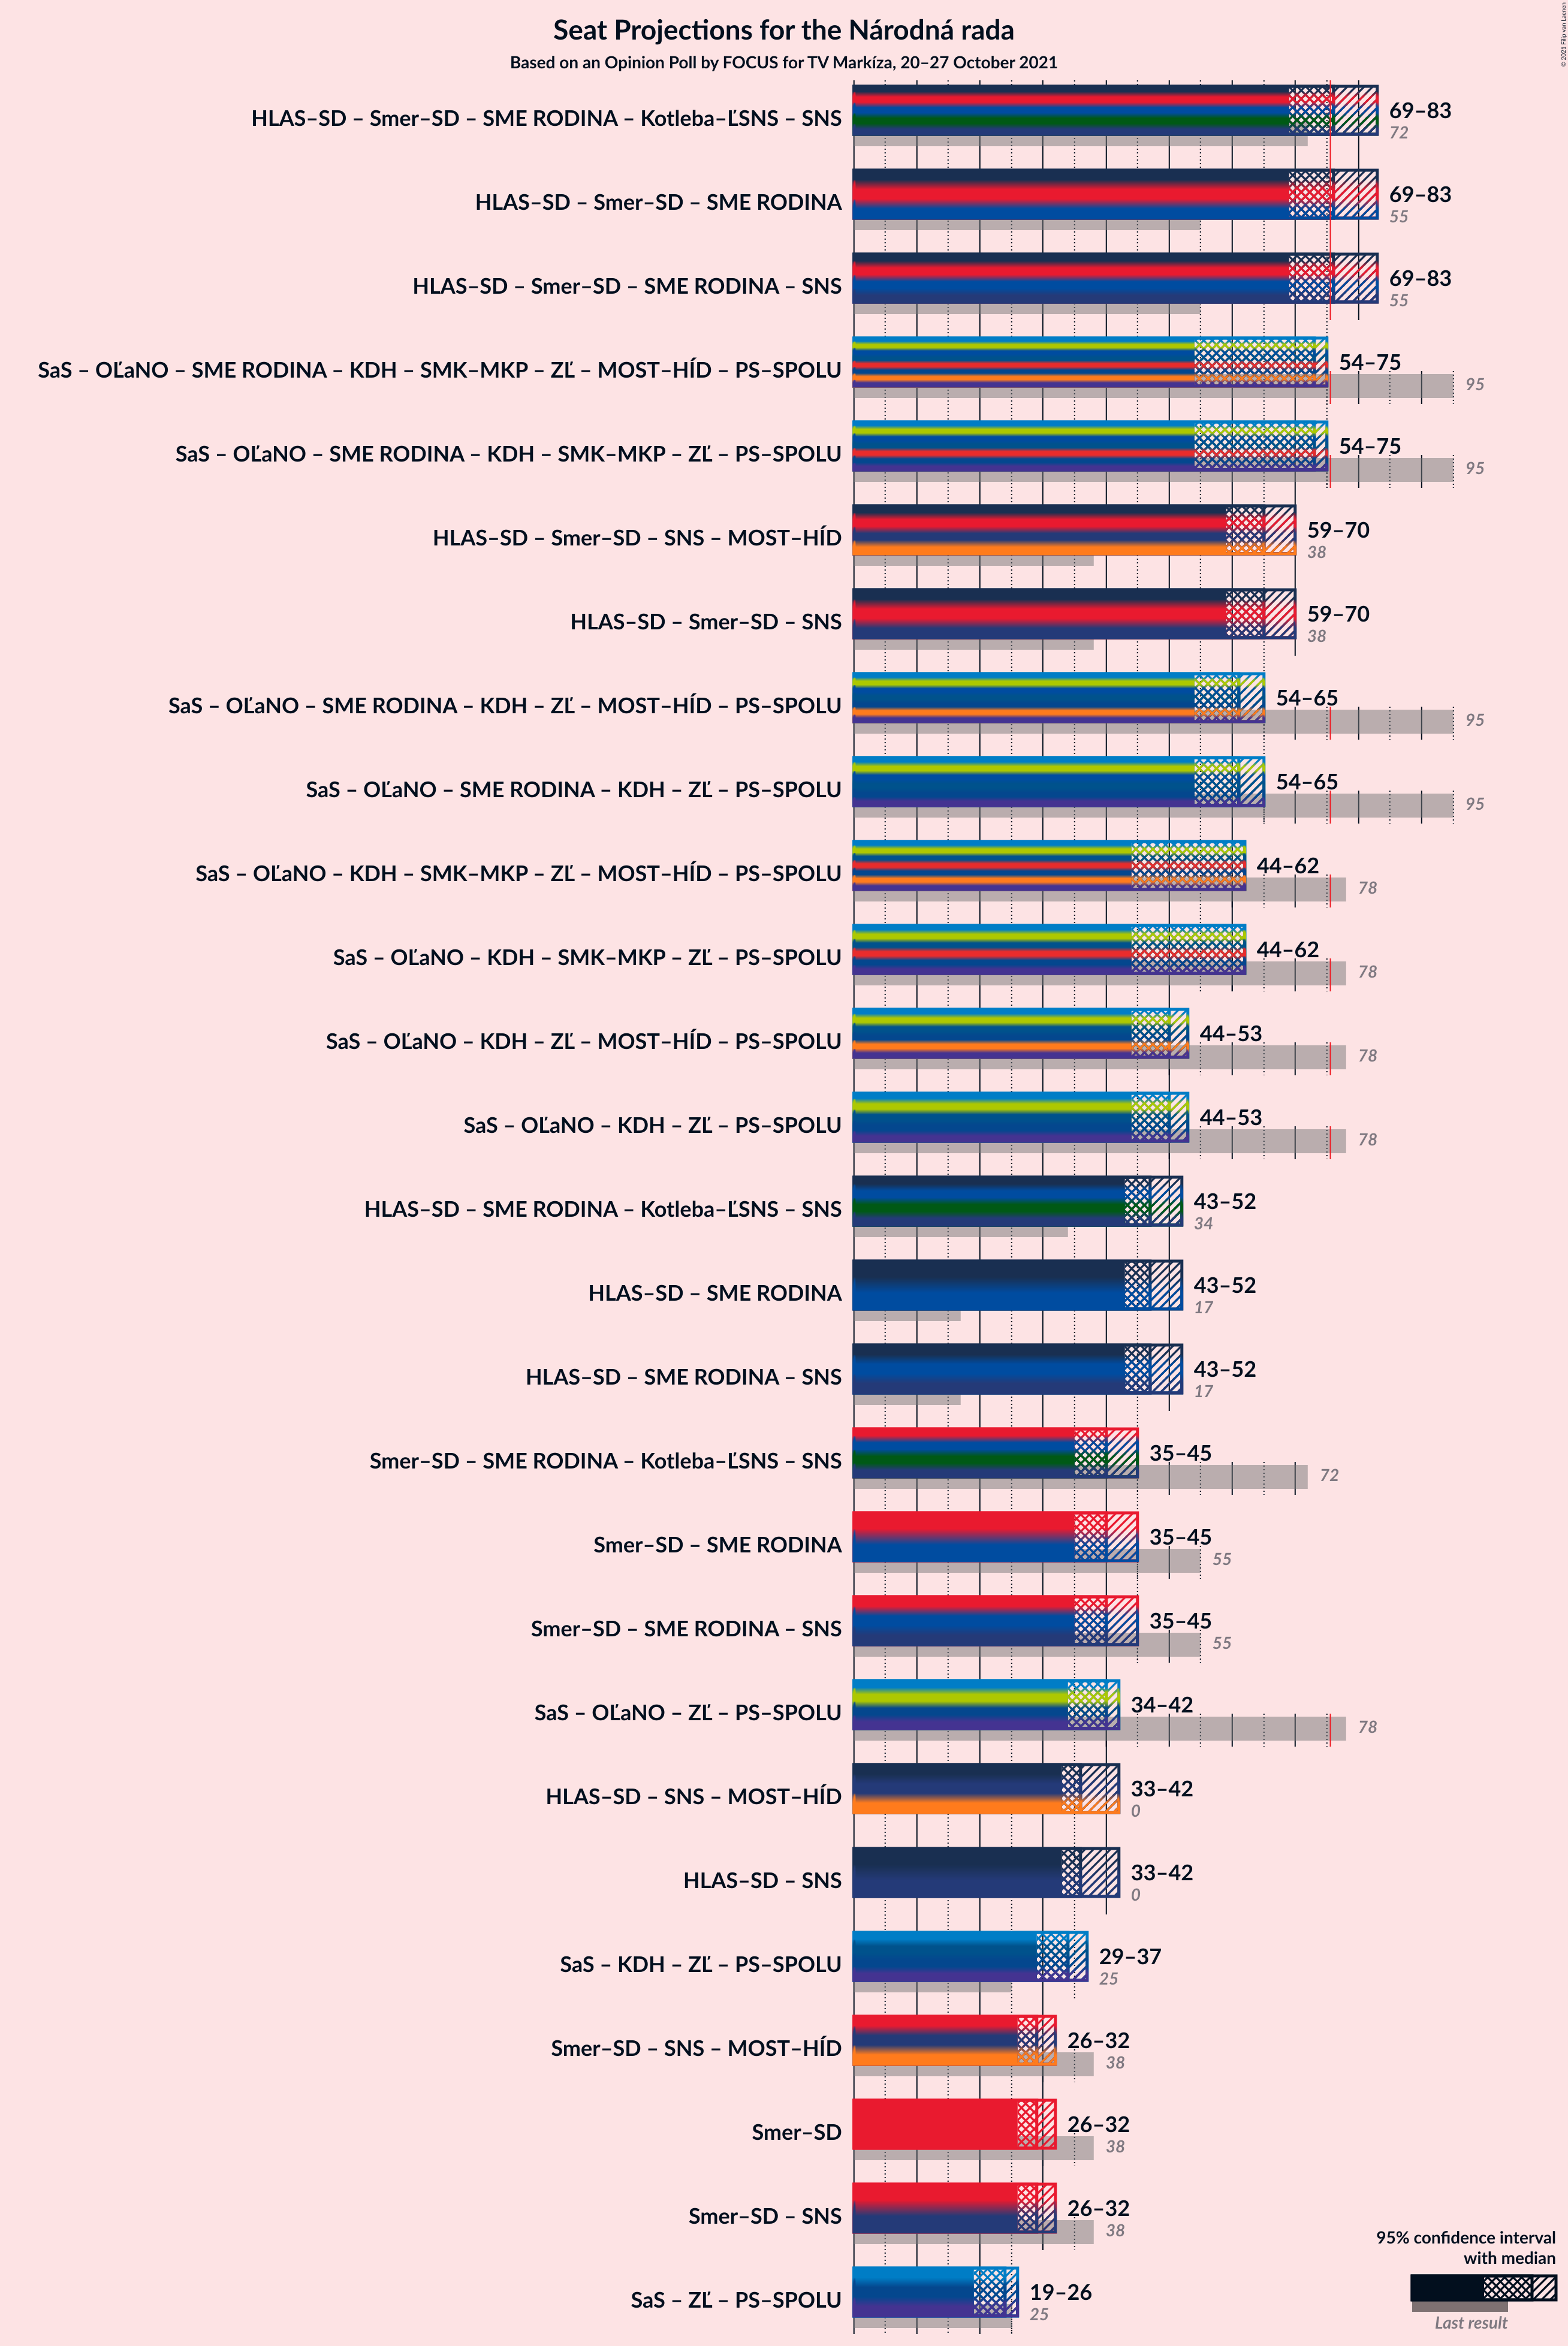 Seat Projections for the Národná rada
Based on an Opinion Poll by FOCUS for TV Markíza, 20–27 October 2021
© 2021 Filip van Laenen
HLAS–SD – Smer–SD – SME RODINA – Kotleba–ĽSNS – SNS
69–83
72
HLAS–SD – Smer–SD – SME RODINA
69–83
55
HLAS–SD – Smer–SD – SME RODINA – SNS
69–83
55
SaS – OĽaNO – SME RODINA – KDH – SMK–MKP – ZĽ – MOST–HÍD – PS–SPOLU
54–75
95
SaS – OĽaNO – SME RODINA – KDH – SMK–MKP – ZĽ – PS–SPOLU
54–75
95
HLAS–SD – Smer–SD – SNS – MOST–HÍD
59–70
38
HLAS–SD – Smer–SD – SNS
59–70
38
SaS – OĽaNO – SME RODINA – KDH – ZĽ – MOST–HÍD – PS–SPOLU
54–65
95
SaS – OĽaNO – SME RODINA – KDH – ZĽ – PS–SPOLU
54–65
95
SaS – OĽaNO – KDH – SMK–MKP – ZĽ – MOST–HÍD – PS–SPOLU
44–62
78
SaS – OĽaNO – KDH – SMK–MKP – ZĽ – PS–SPOLU
44–62
78
SaS – OĽaNO – KDH – ZĽ – MOST–HÍD – PS–SPOLU
44–53
78
SaS – OĽaNO – KDH – ZĽ – PS–SPOLU
44–53
78
HLAS–SD – SME RODINA – Kotleba–ĽSNS – SNS
43–52
34
HLAS–SD – SME RODINA
43–52
17
HLAS–SD – SME RODINA – SNS
43–52
17
Smer–SD – SME RODINA – Kotleba–ĽSNS – SNS
35–45
72
Smer–SD – SME RODINA
35–45
55
Smer–SD – SME RODINA – SNS
35–45
55
SaS – OĽaNO – ZĽ – PS–SPOLU
34–42
78
HLAS–SD – SNS – MOST–HÍD
33–42
0
HLAS–SD – SNS
33–42
0
SaS – KDH – ZĽ – PS–SPOLU
29–37
25
Smer–SD – SNS – MOST–HÍD
26–32
38
Smer–SD
26–32
38
Smer–SD – SNS
26–32
38
SaS – ZĽ – PS–SPOLU
19–26
25
95% confidence interval
with median
Last result